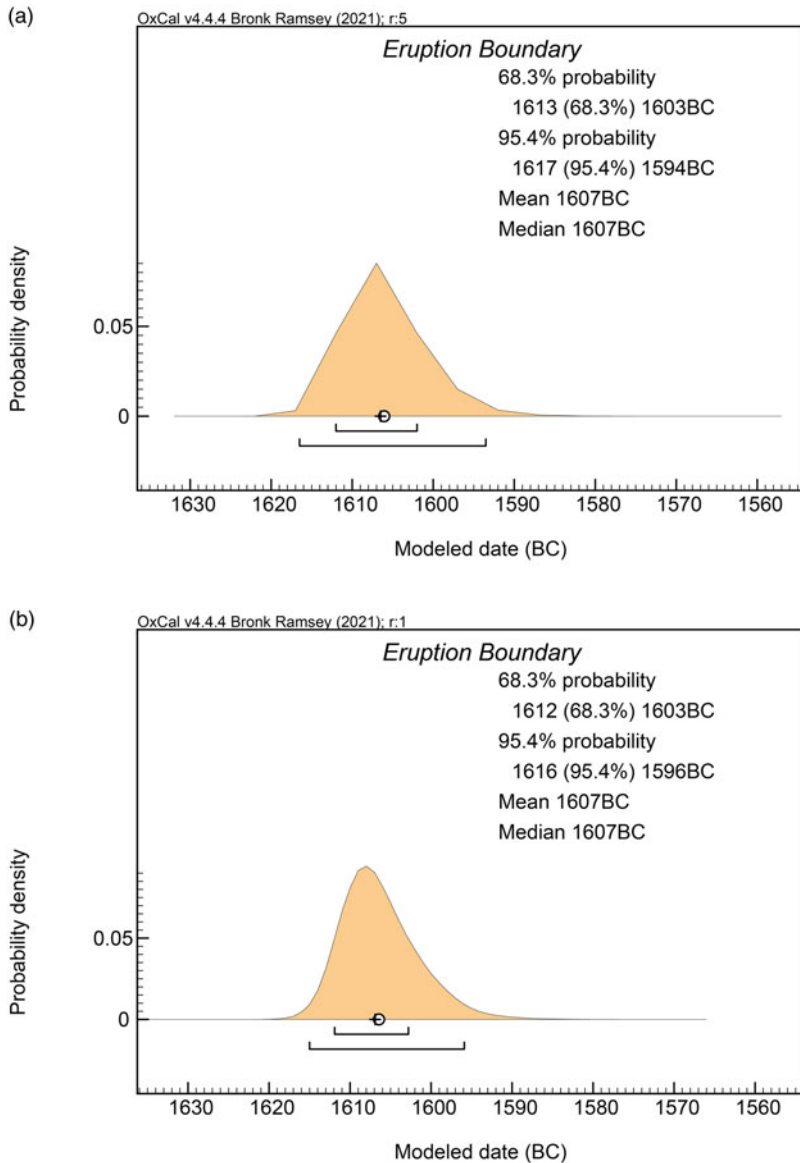 (a)
OxCal v4.4.4 Bronk Ramsey (2021); r:5
Eruption Boundary
68.3% probability
1613 (68.3%) 1603BC
95.4% probability
1617 (95.4%) 1594BC
Mean 1607BC
Median 1607BC
Probability density
0.05
0
1630 1620 1610 1600 1590 1580 1570 1560
Modeled date (BC)
(b)
OxCal v4.4.4 Bronk Ramsey (2021); r:1
Eruption Boundary
68.3% probability
1612 (68.3%) 1603BC
95.4% probability
1616 (95.4%) 1596BC
Mean 1607BC
Median 1607BC
Probability density
0.05
0
1630 1620 1610 1600 1590 1580 1570 1560
Modeled date (BC)